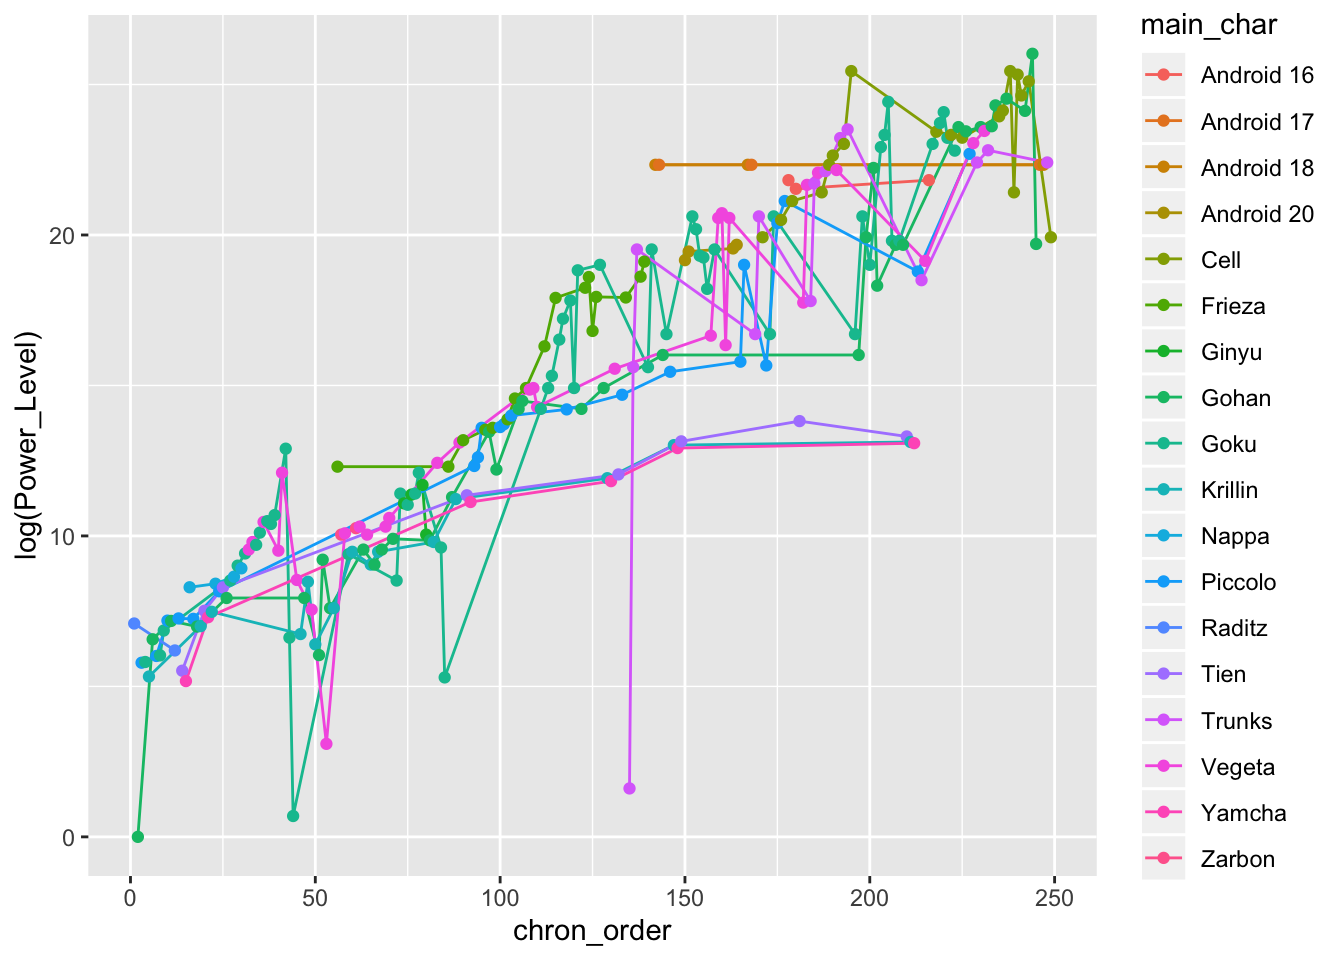 main_char
Android 16
Android 17
Android 18
Android 20
Cell
Frieza
Ginyu
Gohan
Goku
Krillin
Nappa
Piccolo
Raditz
Tien
Trunks
Vegeta
Yamcha
Zarbon
log(Power_Level)
20
10
0
0 50 100 150 200 250
chron_order